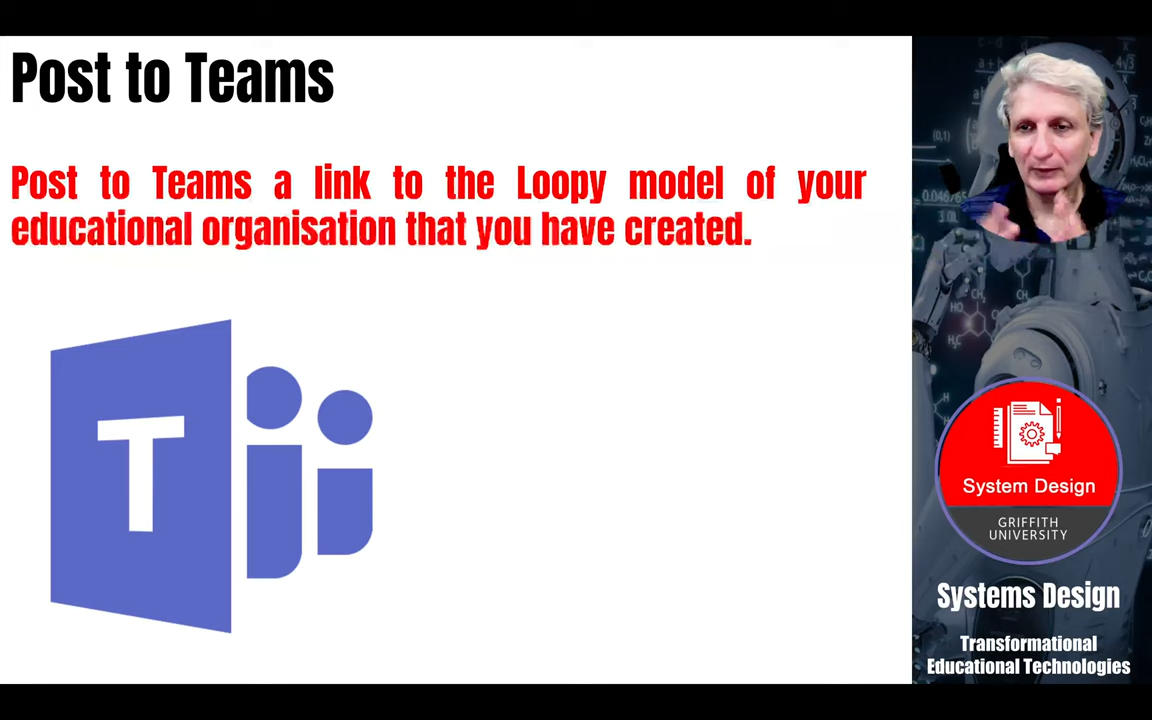 Post to Teams
Post to Teams a link to the Loopy model of your
educational organisation that you have created.
T
System Design
GRIFFITH
UNIVERSITY
Systems Design
Transformational
Educational Technologies